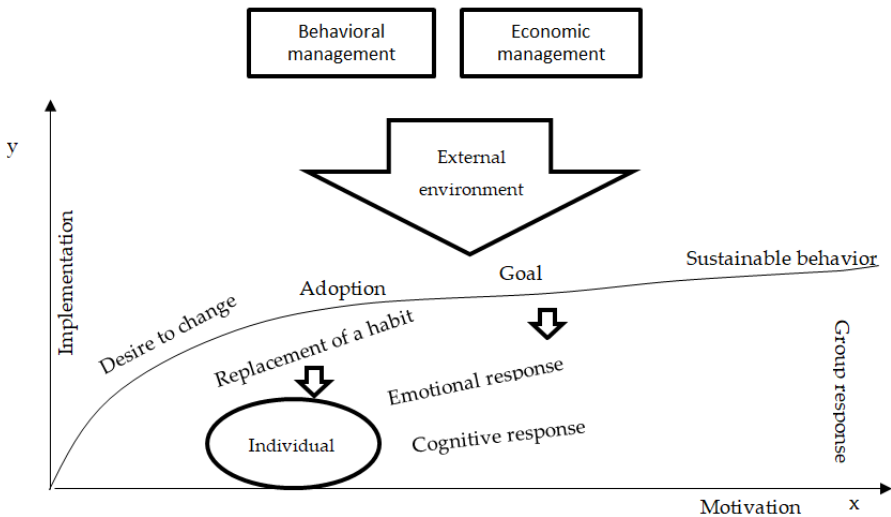 Behavioral
management
Economic
management
y
External
environment
Implementation
Sustainable behavior
Goal
Adoption
Desire to change
Replacement of a habit
Group response
Emotional response
Cognitive response
Individual
Motivation
x